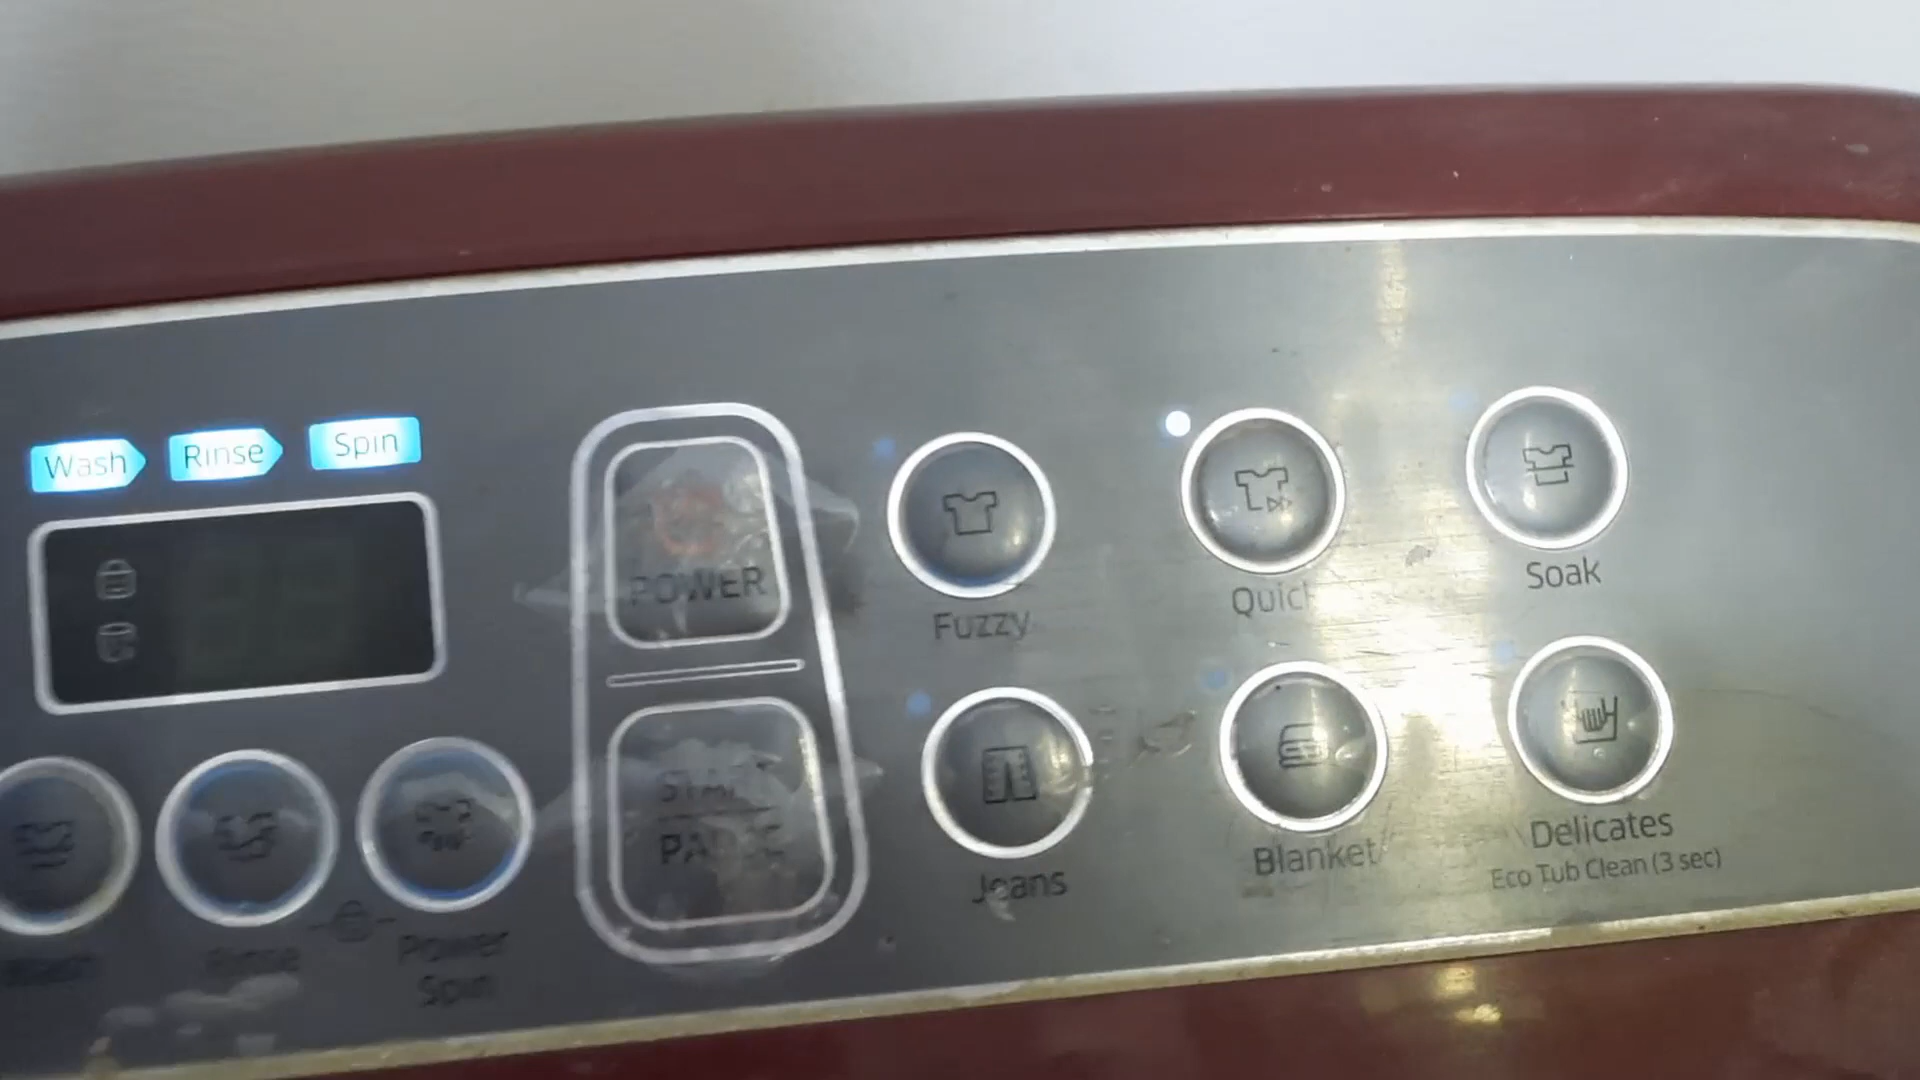 Wash
Rinse
Spin
POWER
START
PAUSE
Fuzzy
Quick
Soak
Jeans
Blanket
Delicates
Eco Tub Clean (3 sec)
Rinse
Power
Spin